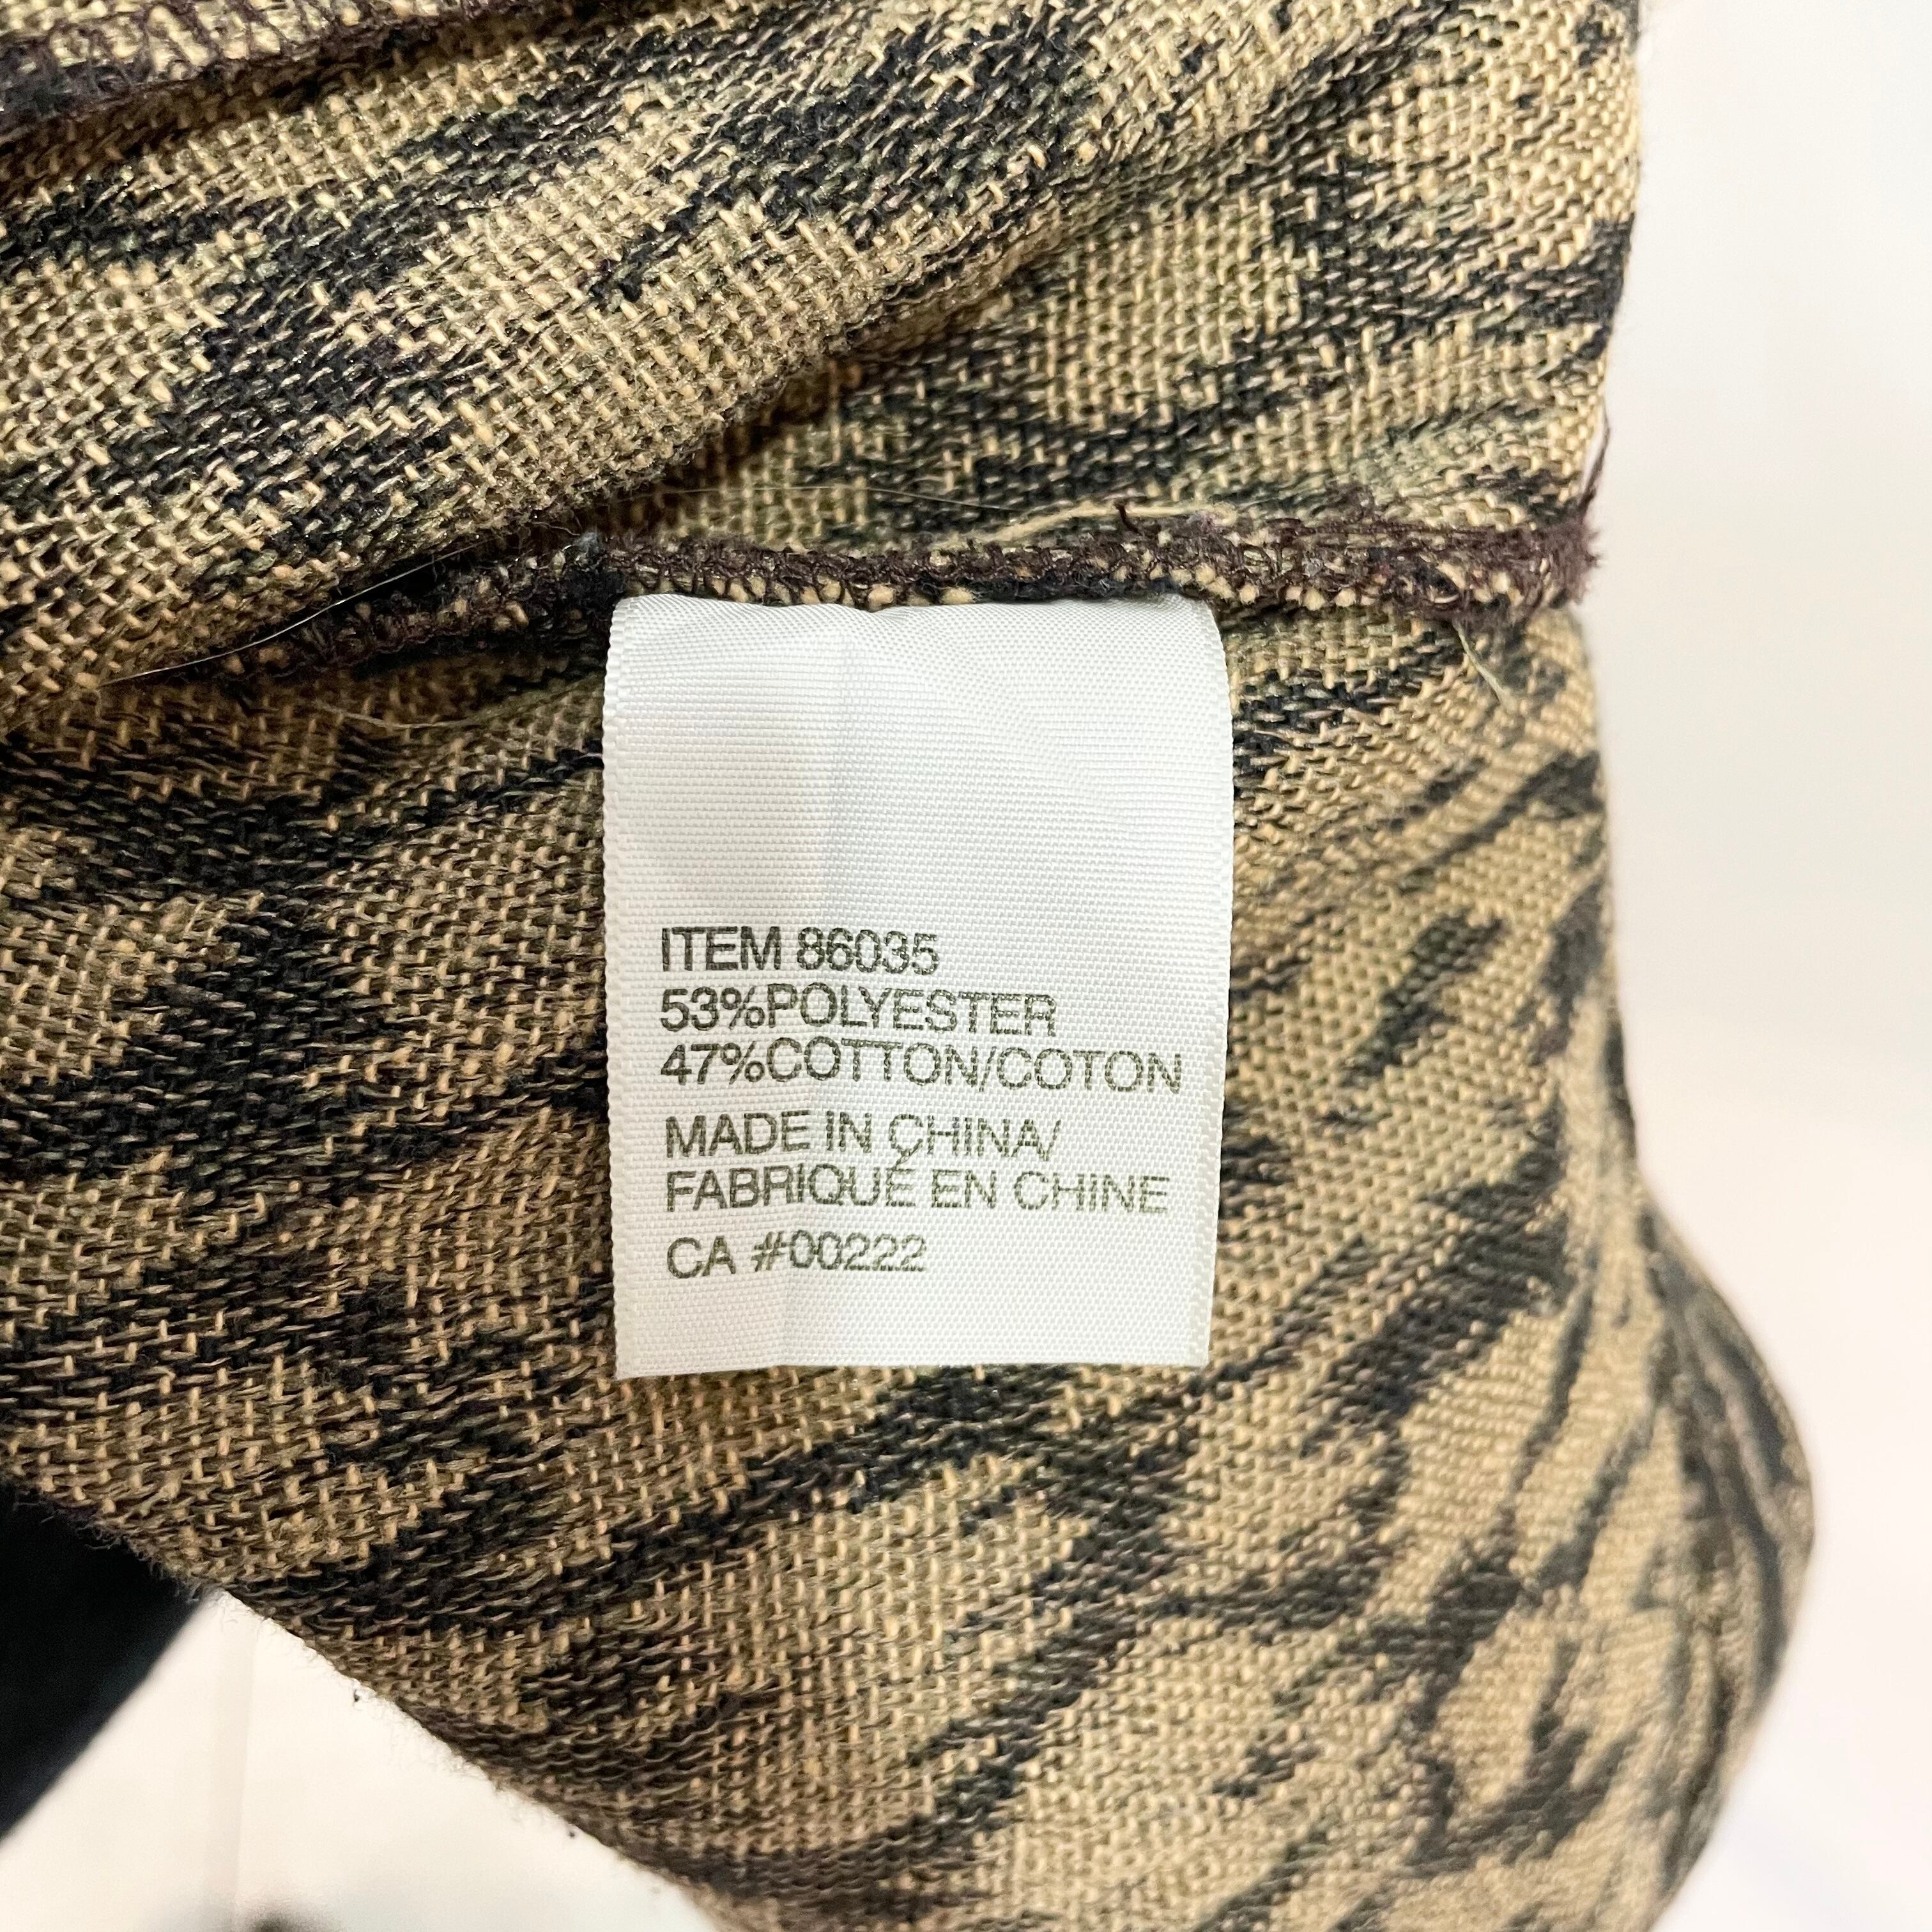 ITEM 86035
53%POLYESTER
47%COTTON/COTON
MADE IN CHINA/
FABRIQUÉ EN CHINE
CA #00222